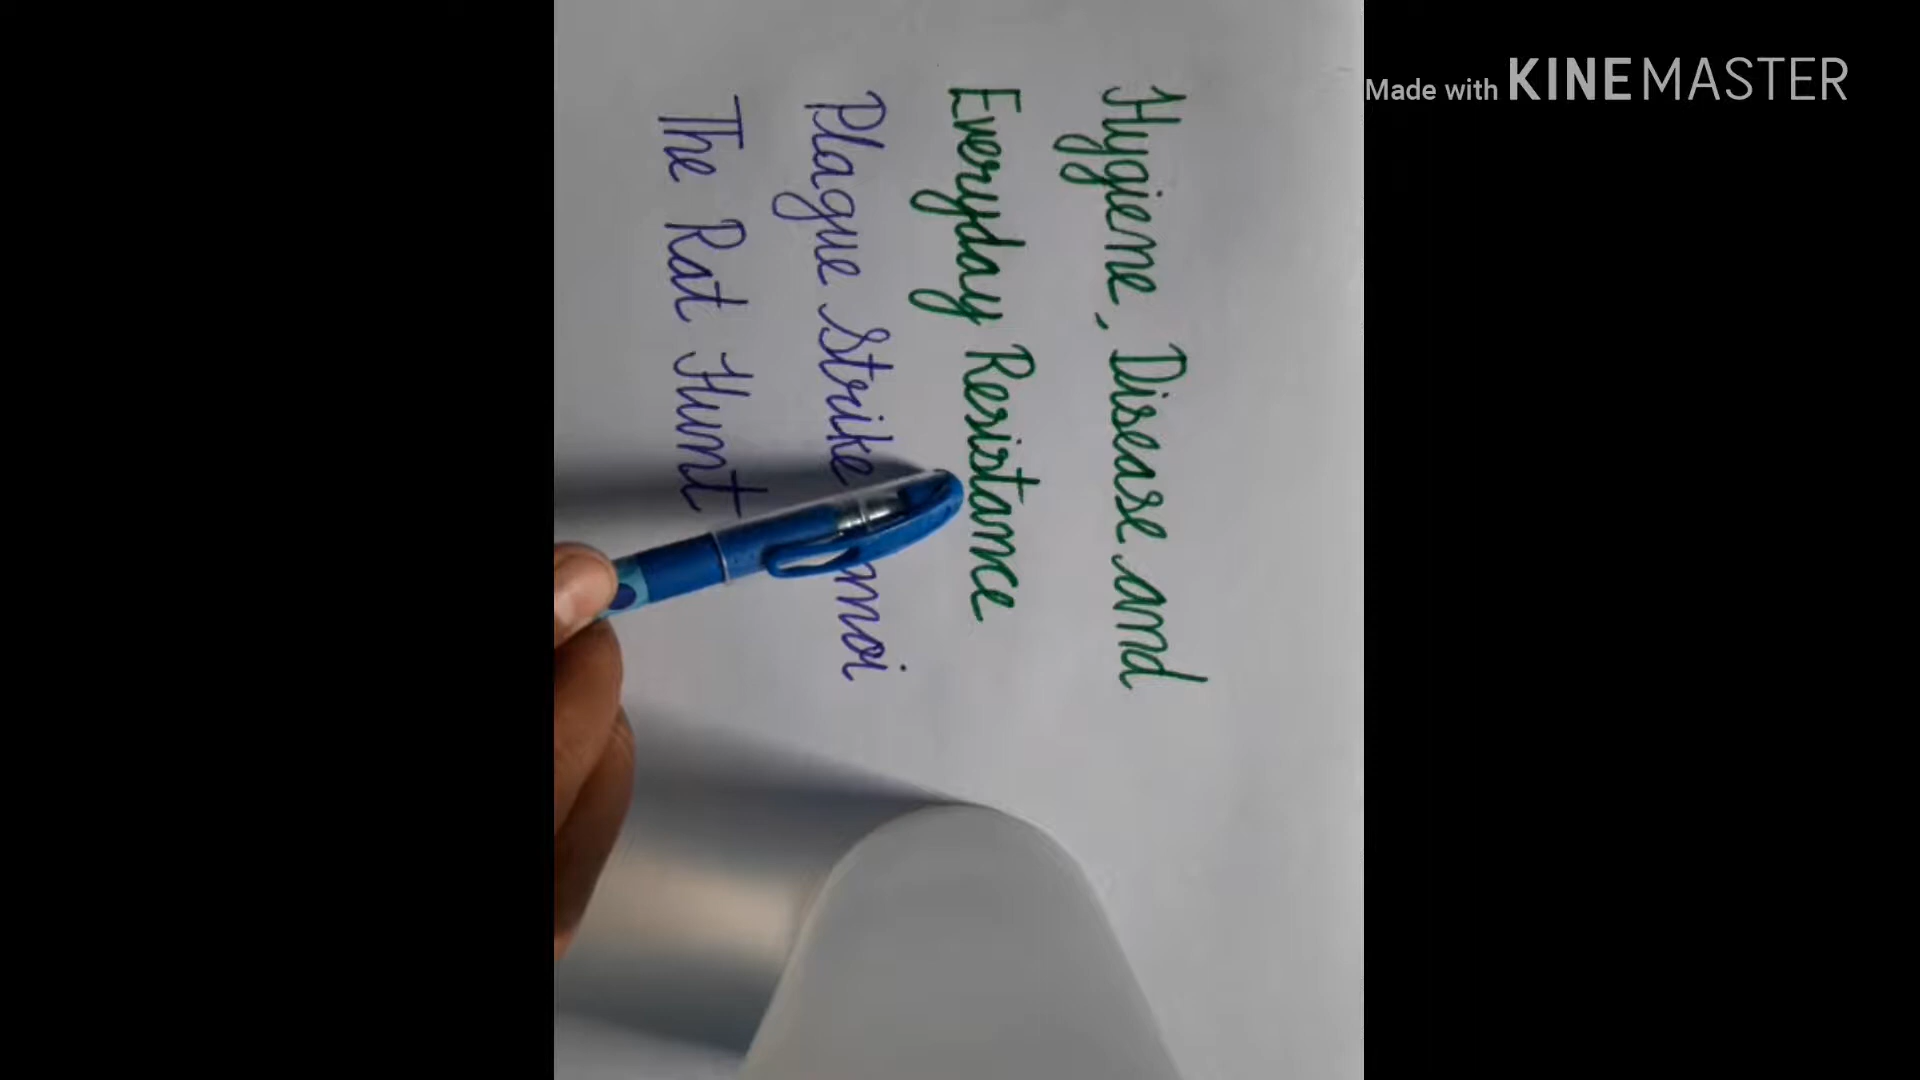 Hygiene, Disease and
Everyday Resistance
Plague Strike
The Rat Hunt
Made with KINEMASTER